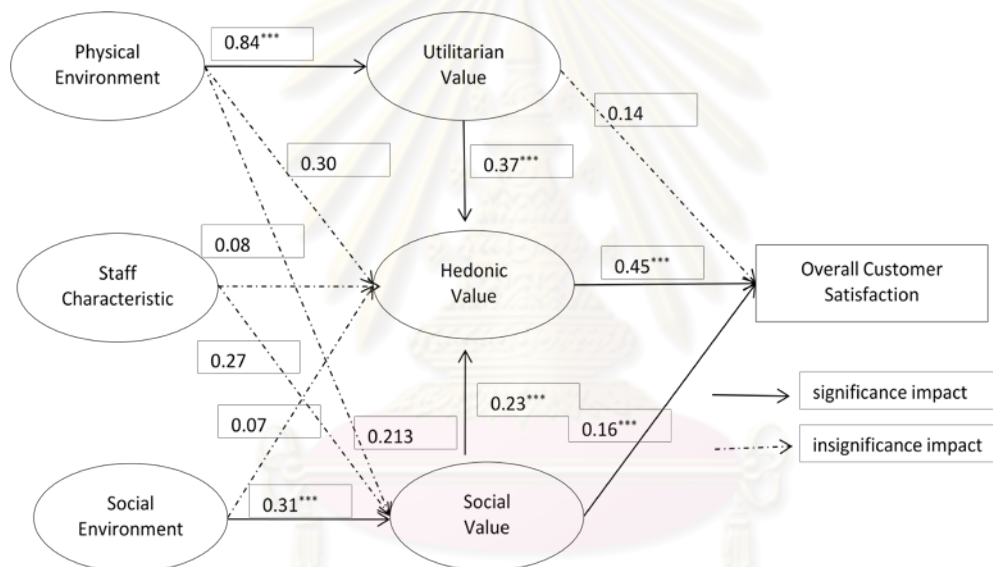 Physical
Environment
0.84***
Utilitarian
Value
0.14
0.30
0.37***
Staff
Characteristic
0.08
Hedonic
Value
0.45***
Overall Customer
Satisfaction
0.27
0.07
0.213
0.23***
0.16***
significance impact
insignificance impact
Social
Environment
0.31***
Social
Value